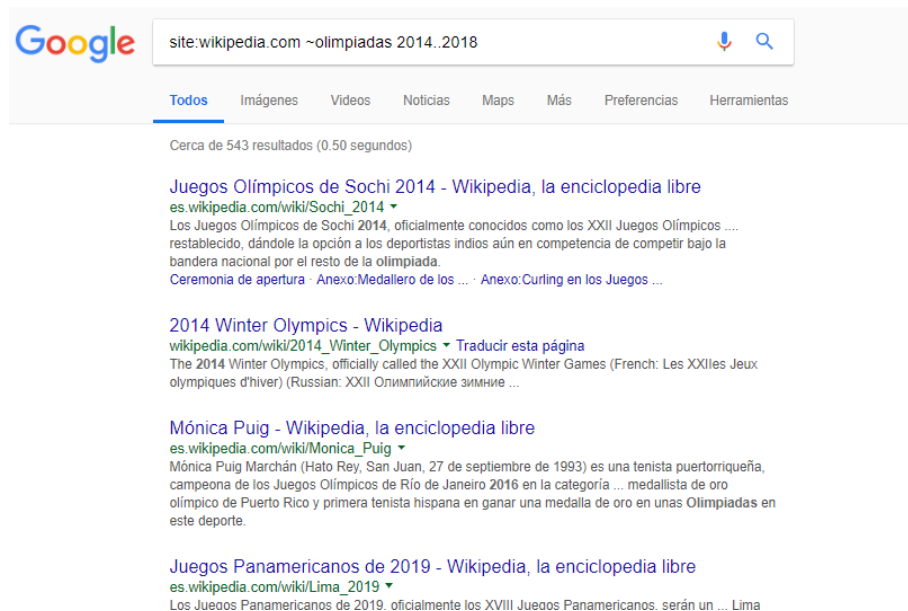 Google
site:wikipedia.com ~olimpiadas 2014..2018
Todos Imágenes Videos Noticias Maps Más Preferencias Herramientas
Cerca de 543 resultados (0.50 segundos)
Juegos Olímpicos de Sochi 2014 - Wikipedia, la enciclopedia libre
es.wikipedia.com/wiki/Sochi_2014
Los Juegos Olímpicos de Sochi 2014, oficialmente conocidos como los XXII Juegos Olímpicos ....
restablecido, dándole la opción a los deportistas indios aún en competencia de competir bajo la
bandera nacional por el resto de la olimpiada.
Ceremonia de apertura · Anexo:Medallero de los ... · Anexo:Curling en los Juegos ...
2014 Winter Olympics - Wikipedia
wikipedia.com/wiki/2014_Winter_Olympics Traducir esta página
The 2014 Winter Olympics, officially called the XXII Olympic Winter Games (French: Les XXIIes Jeux
olympiques d'hiver) (Russian: XXII Олимпийские зимние ...
Mónica Puig - Wikipedia, la enciclopedia libre
es.wikipedia.com/wiki/Monica_Puig
Mónica Puig Marchán (Hato Rey, San Juan, 27 de septiembre de 1993) es una tenista puertorriqueña,
campeona de los Juegos Olímpicos de Río de Janeiro 2016 en la categoría ... medallista de oro
olímpico de Puerto Rico y primera tenista hispana en ganar una medalla de oro en unas Olimpiadas en
este deporte.
Juegos Panamericanos de 2019 - Wikipedia, la enciclopedia libre
es.wikipedia.com/wiki/Lima_2019
Los Juegos Panamericanos de 2019, oficialmente los XVIII Juegos Panamericanos, serán un ... Lima